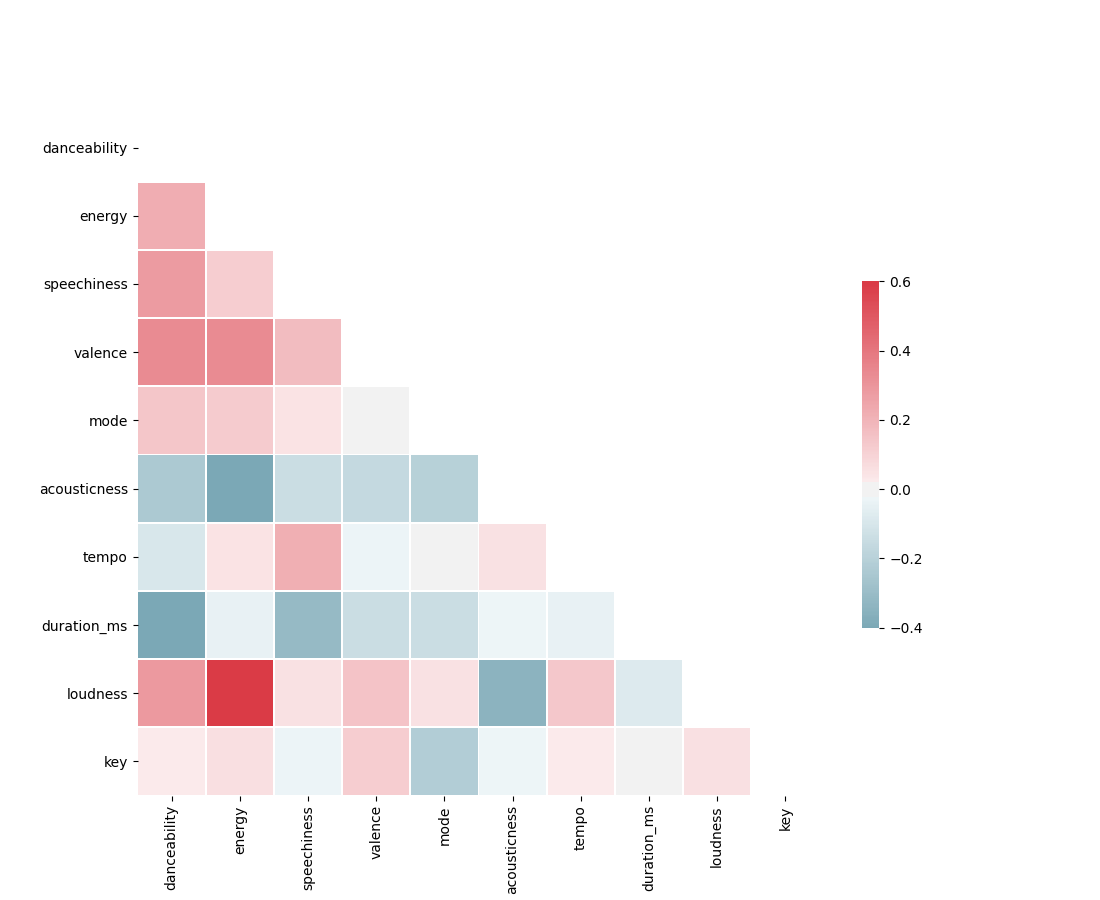 danceability
energy
speechiness
valence
mode
acousticness
tempo
duration_ms
loudness
key
danceability
energy
speechiness
valence
mode
acousticness
tempo
duration_ms
loudness
key
0.6
0.4
0.2
0.0
−0.2
−0.4